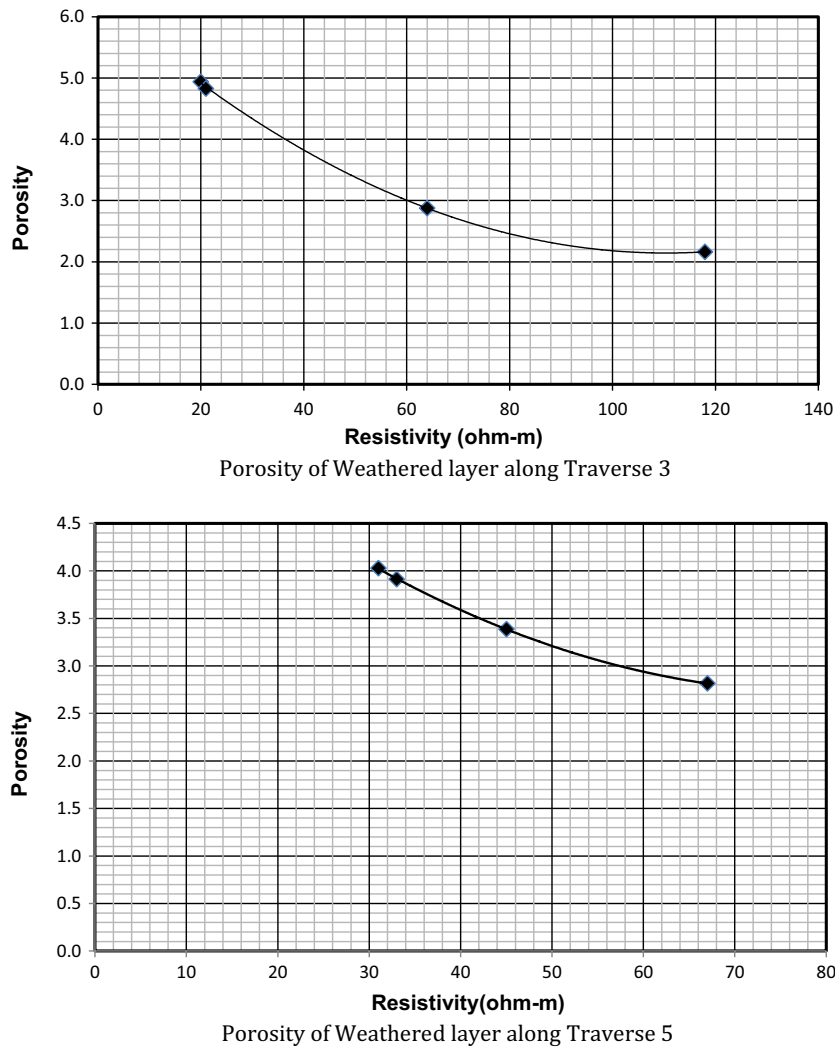 6.0
5.0
4.0
3.0
2.0
1.0
0.0
Porosity
0 20 40 60 80 100 120 140
Resistivity (ohm-m)
Porosity of Weathered layer along Traverse 3
4.5
4.0
3.5
3.0
2.5
2.0
1.5
1.0
0.5
0.0
Porosity
0 10 20 30 40 50 60 70 80
Resistivity(ohm-m)
Porosity of Weathered layer along Traverse 5